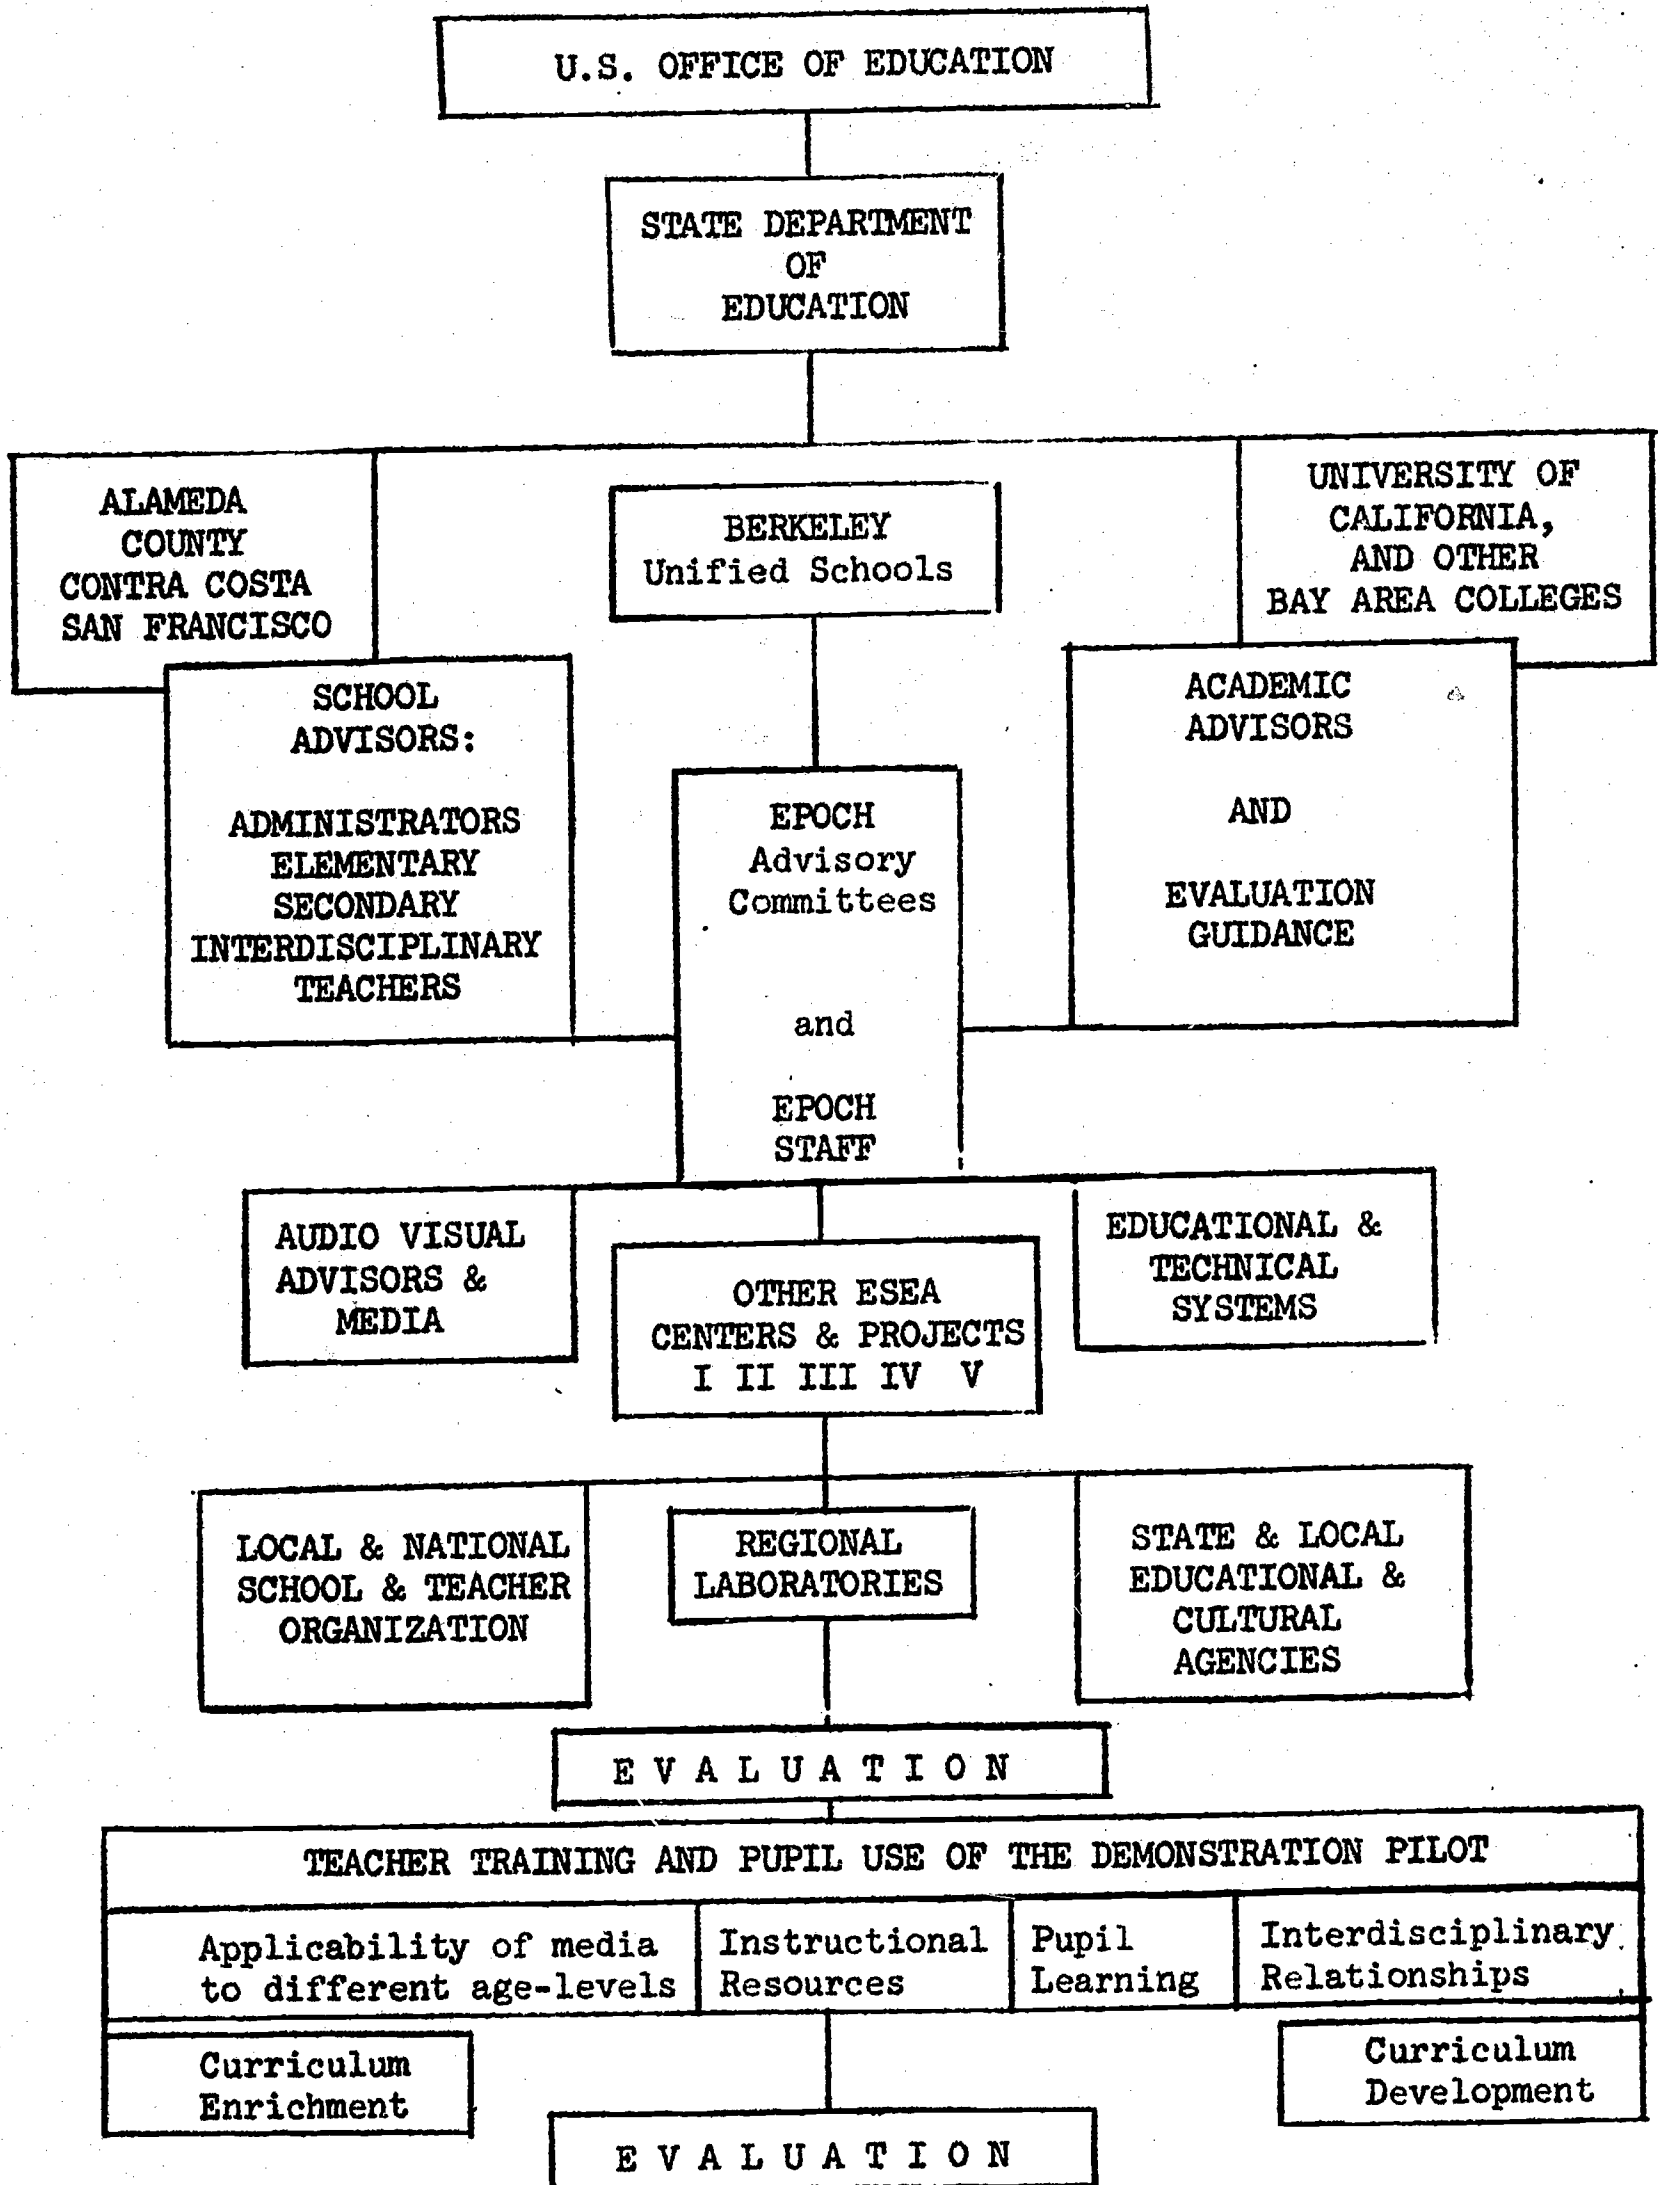 U.S. OFFICE OF EDUCATION
STATE DEPARTMENT
OF
EDUCATION
ALAMEDA
COUNTY
CONTRA COSTA
SAN FRANCISCO
BERKELEY
Unified Schools
UNIVERSITY OF
CALIFORNIA,
AND OTHER
BAY AREA COLLEGES
SCHOOL
ADVISORS:
ADMINISTRATORS
ELEMENTARY
SECONDARY
INTERDISCIPLINARY
TEACHERS
EPOCH
Advisory
Committees
and
EPOCH
STAFF
ACADEMIC
ADVISORS
AND
EVALUATION
GUIDANCE
AUDIO VISUAL
ADVISORS &
MEDIA
OTHER ESEA
CENTERS & PROJECTS
I II III IV V
EDUCATIONAL &
TECHNICAL
SYSTEMS
LOCAL & NATIONAL
SCHOOL & TEACHER
ORGANIZATION
REGIONAL
LABORATORIES
STATE & LOCAL
EDUCATIONAL &
CULTURAL
AGENCIES
E V A L U A T I O N
TEACHER TRAINING AND PUPIL USE OF THE DEMONSTRATION PILOT
Applicability of media
to different age-levels
Instructional
Resources
Pupil
Learning
Interdisciplinary
Relationships
Curriculum
Enrichment
Curriculum
Development
E V A L U A T I O N